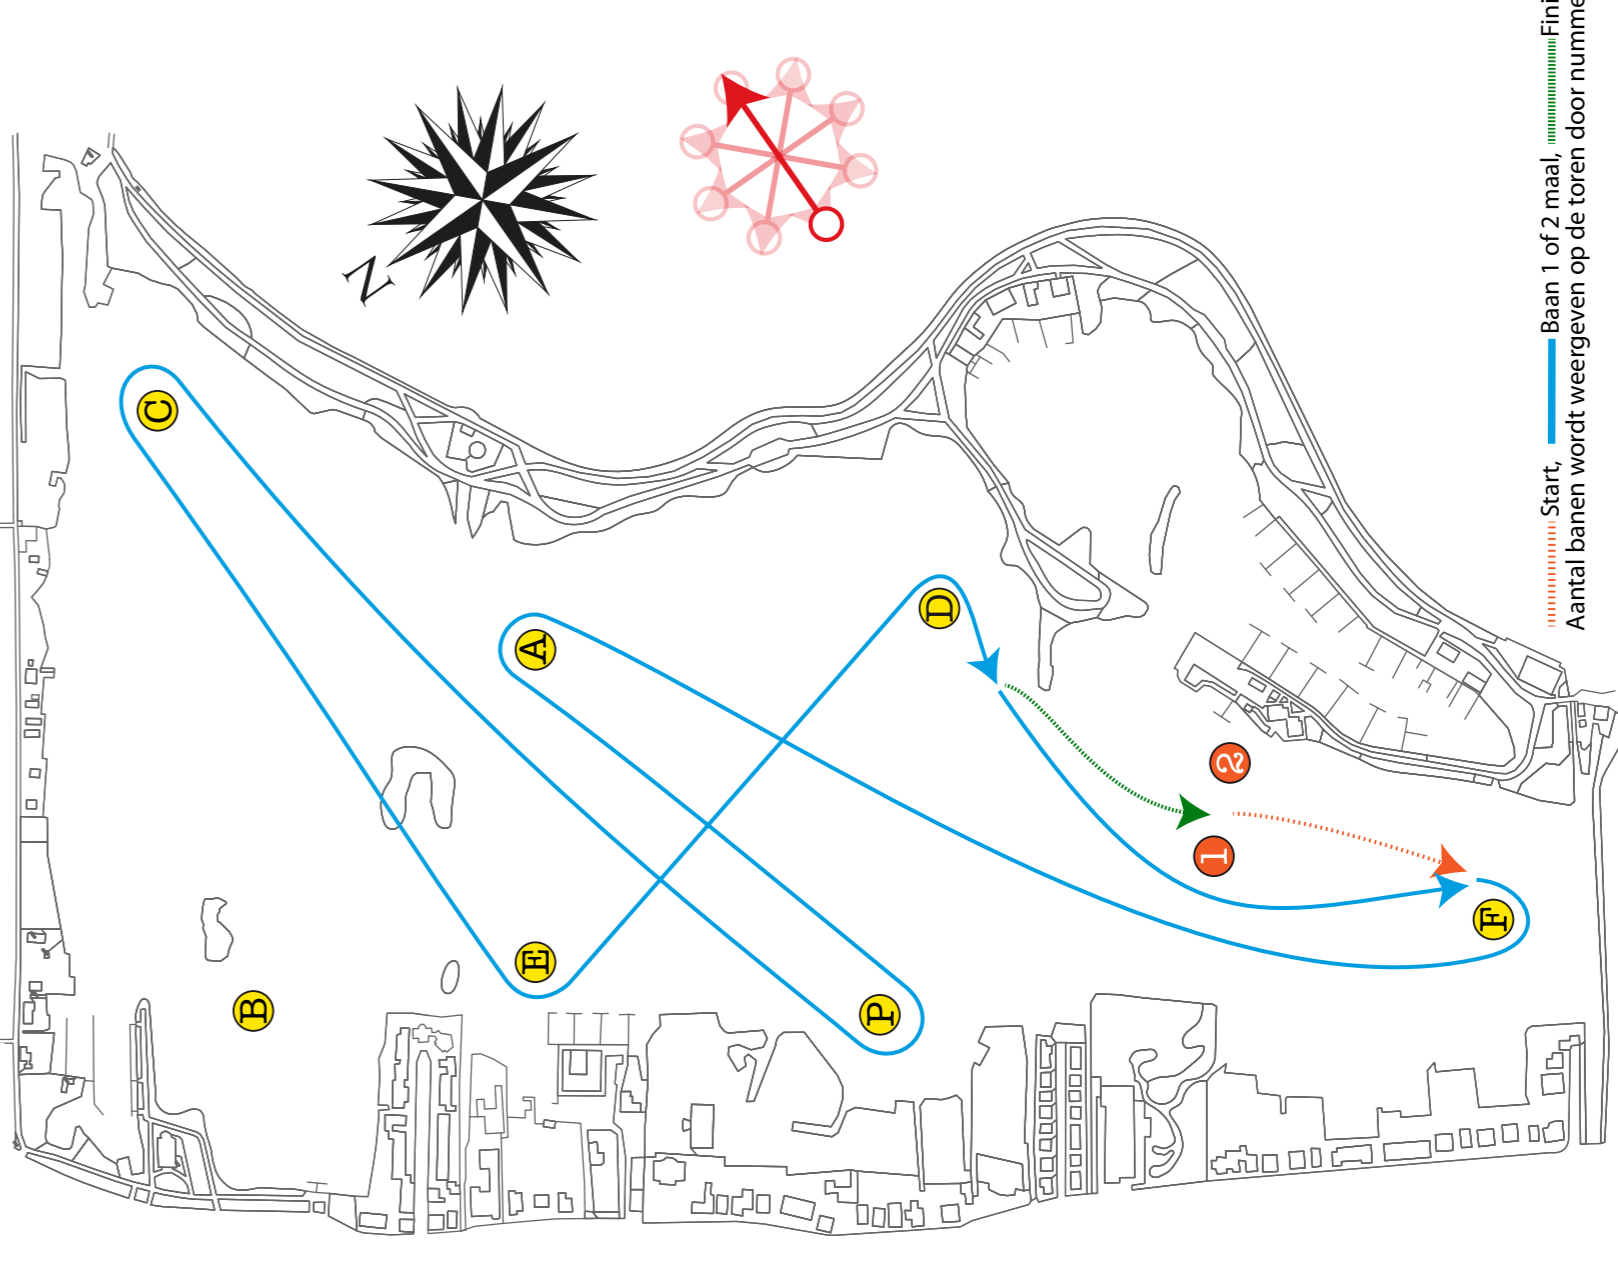 N
C
A
D
E
B
P
F
1
2
Start, Baan 1 of 2 maal, Fini
Aantal banen wordt weergeven op de toren door numme